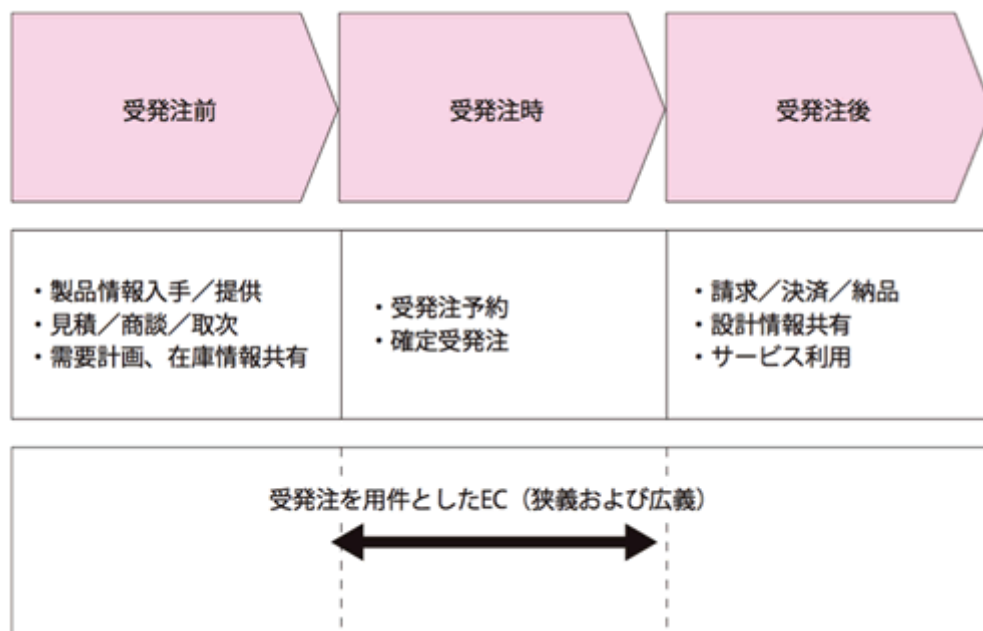 受発注前
受発注時
受発注後
・製品情報入手／提供
・見積／商談／取次
・需要計画、在庫情報共有
・受発注予約
・確定受発注
・請求／決済／納品
・設計情報共有
・サービス利用
受発注を用件としたEC（狭義および広義）